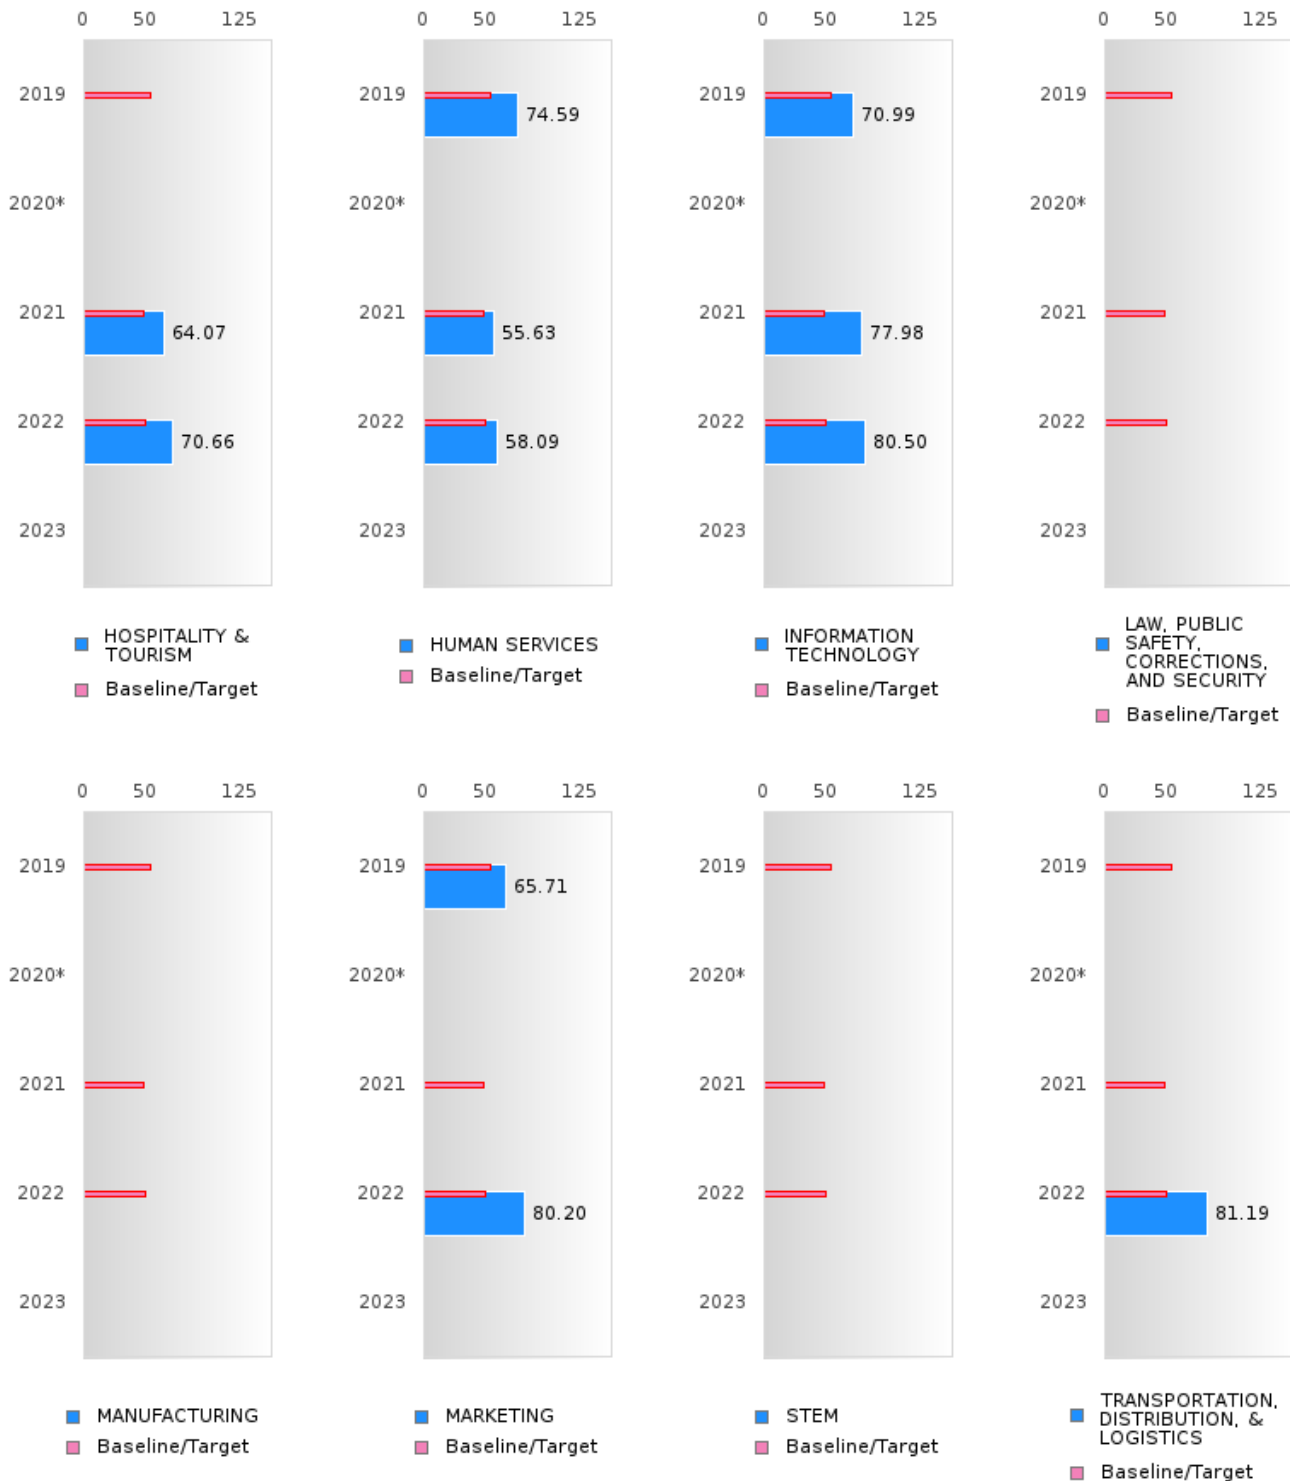 0 50 125
2019
2020*
2021 64.07
2022 70.66
2023
HOSPITALITY &
TOURISM
Baseline/Target
0 50 125
2019 74.59
2020*
2021 55.63
2022 58.09
2023
HUMAN SERVICES
Baseline/Target
0 50 125
2019 70.99
2020*
2021 77.98
2022 80.50
2023
INFORMATION
TECHNOLOGY
Baseline/Target
0 50 125
2019
2020*
2021
2022
2023
LAW, PUBLIC
SAFETY,
CORRECTIONS,
AND SECURITY
Baseline/Target
0 50 125
2019
2020*
2021
2022
2023
MANUFACTURING
Baseline/Target
0 50 125
2019 65.71
2020*
2021
2022 80.20
2023
MARKETING
Baseline/Target
0 50 125
2019
2020*
2021
2022
2023
STEM
Baseline/Target
0 50 125
2019
2020*
2021
2022 81.19
2023
TRANSPORTATION,
DISTRIBUTION, &
LOGISTICS
Baseline/Target